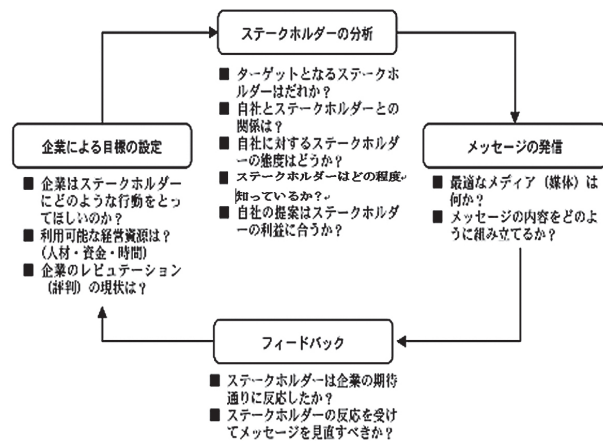 ステークホルダーの分析
■ ターゲットとなるステークホ
ルダーはだれか?
■ 自社とステークホルダーとの
関係は?
■ 自社に対するステークホルダ
ーの態度はどうか?
■ ステークホルダーはどの程度
知っているか?
■ 自社の提案はステークホルダ
ーの利益に合うか?
企業による目標の設定
■ 企業はステークホルダー
にどのような行動をとっ
てほしいのか?
■ 利用可能な経営資源は?
(人材・資金・時間)
■ 企業のレピュテーション
(評判)の現状は?
メッセージの発信
■ 最適なメディア(媒体)は
何か?
■ メッセージの内容をどのよ
うに組み立てるか?
フィードバック
■ ステークホルダーは企業の期待
通りに反応したか?
■ ステークホルダーの反応を受け
てメッセージを見直すべきか?